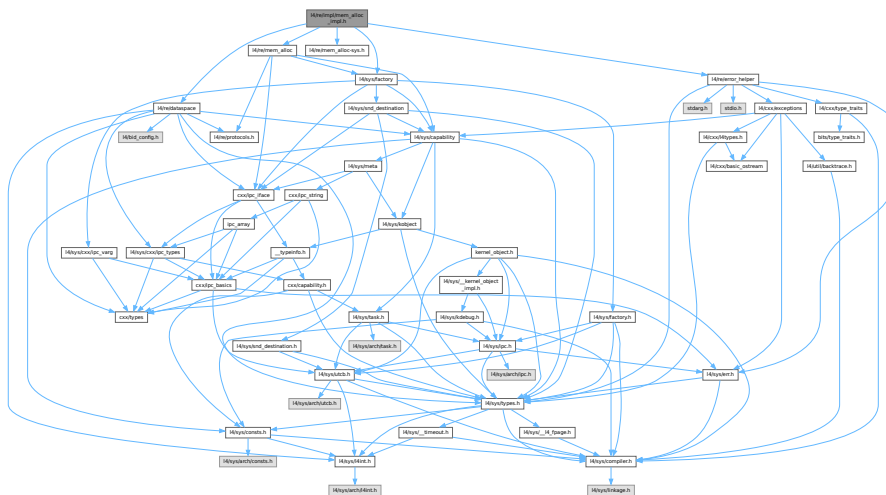 l4/re/impl/mem_alloc
_impl.h
l4/re/mem_alloc
l4/re/mem_alloc-sys.h
l4/sys/factory
l4/re/error_helper
l4/re/dataspace
l4/sys/snd_destination
stdarg.h
stdio.h
l4/cxx/exceptions
l4/cxx/type_traits
l4/bid_config.h
l4/re/protocols.h
l4/sys/capability
l4/cxx/l4types.h
bits/type_traits.h
l4/sys/meta
l4/cxx/basic_ostream
l4/util/backtrace.h
cxx/ipc_iface
cxx/ipc_string
ipc_array
l4/sys/kobject
l4/sys/cxx/ipc_varg
l4/sys/cxx/ipc_types
__typeinfo.h
kernel_object.h
cxx/ipc_basics
cxx/capability.h
l4/sys/__kernel_object
_impl.h
cxx/types
l4/sys/task.h
l4/sys/kdebug.h
l4/sys/factory.h
l4/sys/snd_destination.h
l4/sys/arch/task.h
l4/sys/ipc.h
l4/sys/utcb.h
l4/sys/arch/ipc.h
l4/sys/err.h
l4/sys/arch/utcb.h
l4/sys/types.h
l4/sys/consts.h
l4/sys/__timeout.h
l4/sys/__l4_fpage.h
l4/sys/arch/consts.h
l4/sys/l4int.h
l4/sys/compiler.h
l4/sys/arch/l4int.h
l4/sys/linkage.h